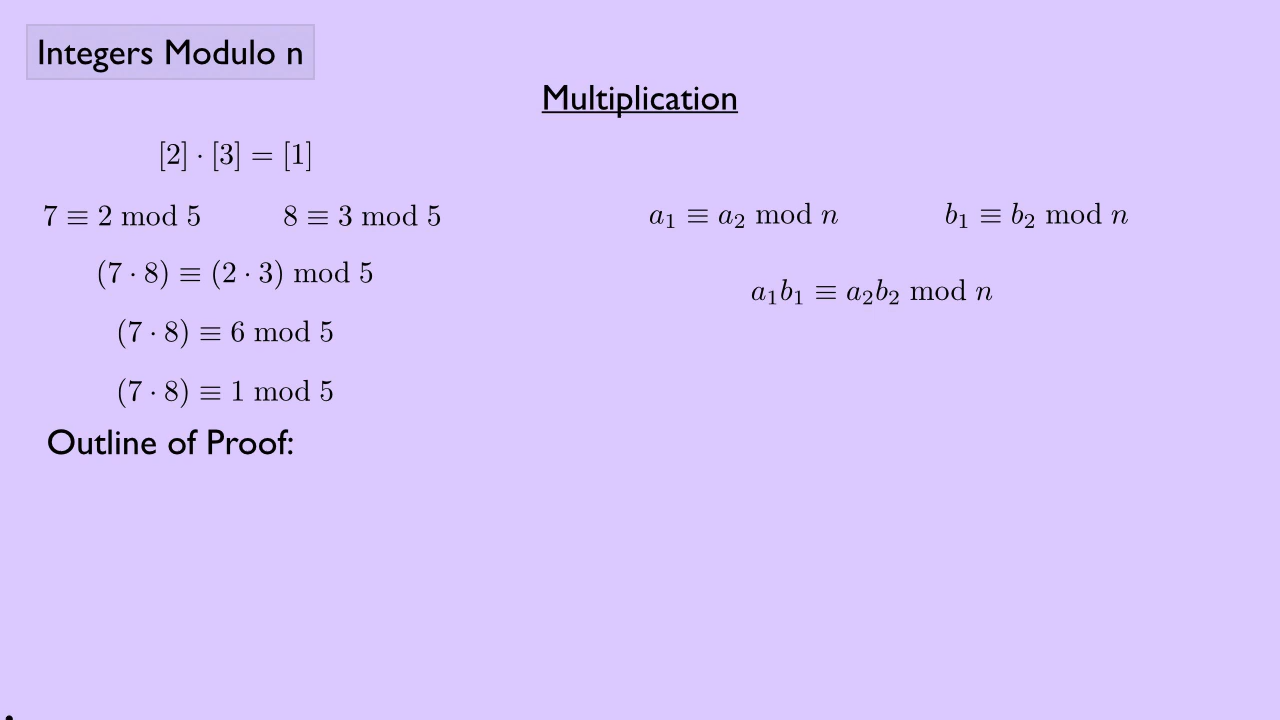 Integers Modulo n
Multiplication
[2] · [3] = [1]
7 ≡ 2 mod 5 8 ≡ 3 mod 5
a₁ ≡ a₂ mod n b₁ ≡ b₂ mod n
(7 · 8) ≡ (2 · 3) mod 5
a₁b₁ ≡ a₂b₂ mod n
(7 · 8) ≡ 6 mod 5
(7 · 8) ≡ 1 mod 5
Outline of Proof: